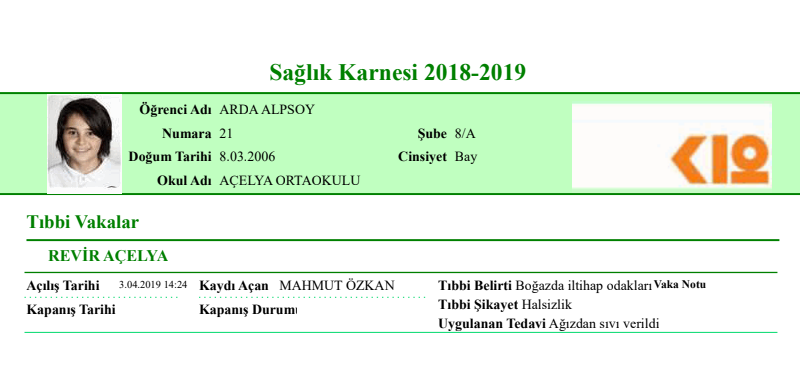 Sağlık Karnesi 2018-2019
Öğrenci Adı ARDA ALPSOY
Numara 21 Şube 8/A
Doğum Tarihi 8.03.2006 Cinsiyet Bay
Okul Adı AÇELYA ORTAOKULU
K12
Tıbbi Vakalar
REVİR AÇELYA
Açılış Tarihi 3.04.2019 14:24 Kaydı Açan MAHMUT ÖZKAN Tıbbi Belirti Boğazda iltihap odakları Vaka Notu
Tıbbi Şikayet Halsizlik
Kapanış Tarihi Kapanış Durumu
Uygulanan Tedavi Ağızdan sıvı verildi